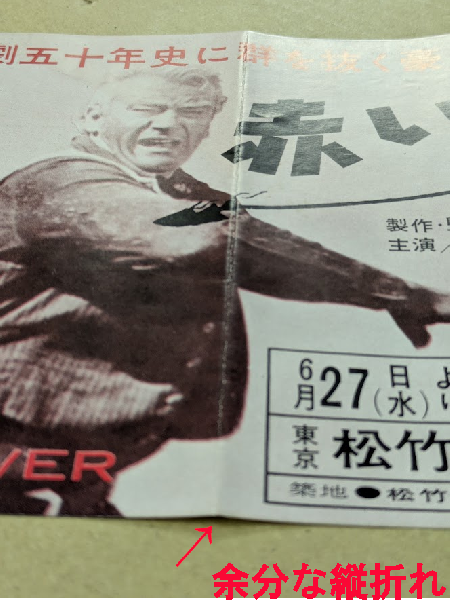 劇五十年史に群を抜く
赤い
製作・
主演/
6月27日(水)
東京 松竹
築地●松竹
VER
余分な縦折れ